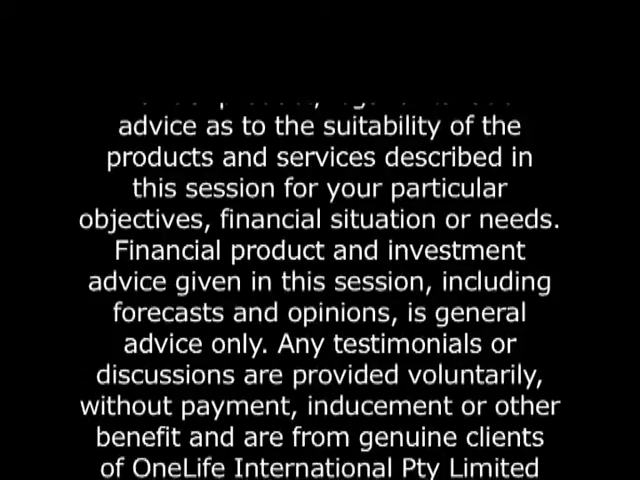 advice as to the suitability of the
products and services described in
this session for your particular
objectives, financial situation or needs.
Financial product and investment
advice given in this session, including
forecasts and opinions, is general
advice only. Any testimonials or
discussions are provided voluntarily,
without payment, inducement or other
benefit and are from genuine clients
of OneLife International Pty Limited